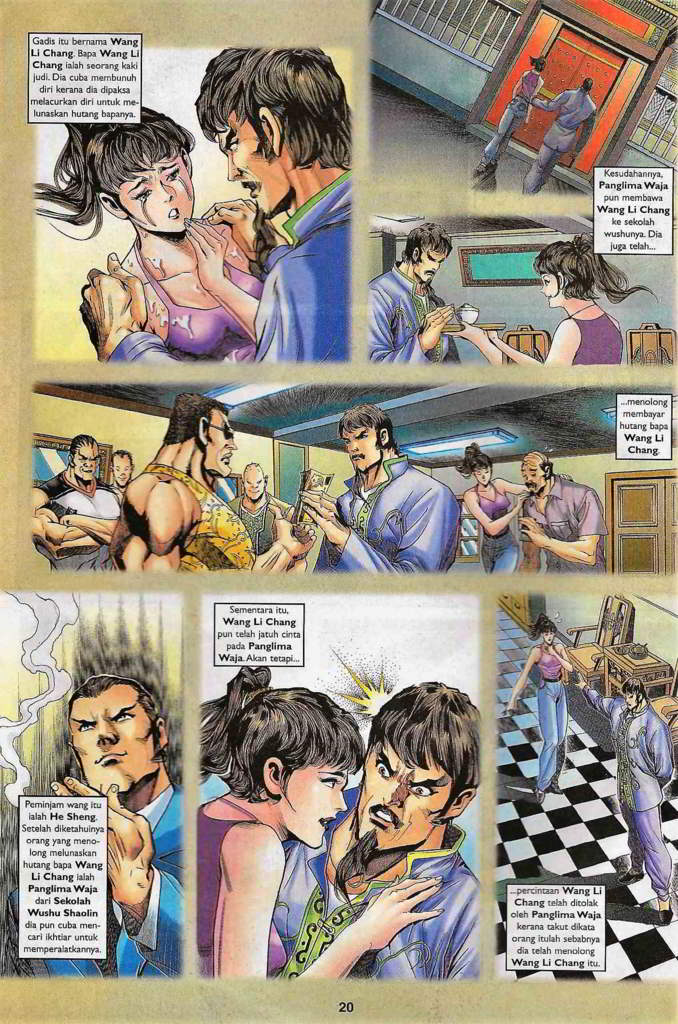 Gadis itu bernama Wang
Li Chang. Bapa Wang Li
Chang ialah seorang kaki
judi. Dia cuba membunuh
diri kerana dia dipaksa
melacurkan diri untuk me-
lunaskan hutang bapanya.
Kesudahannya,
Panglima Waja
pun membawa
Wang Li Chang
ke sekolah
wushunya. Dia
juga telah...
...menolong
membayar
hutang bapa
Wang Li
Chang.
Peminjam wang itu
ialah He Sheng.
Setelah diketahuinya
orang yang meno-
long melunaskan
hutang bapa Wang
Li Chang ialah
Panglima Waja
dari Sekolah
Wushu Shaolin
dia pun cuba men-
cari ikhtiar untuk
memperalatkannya.
Sementara itu,
Wang Li Chang
pun telah jatuh cinta
pada Panglima
Waja. Akan tetapi...
...percintaan Wang Li
Chang telah ditolak
oleh Panglima Waja
kerana takut dikata
orang itulah sebabnya
dia telah menolong
Wang Li Chang itu.
20